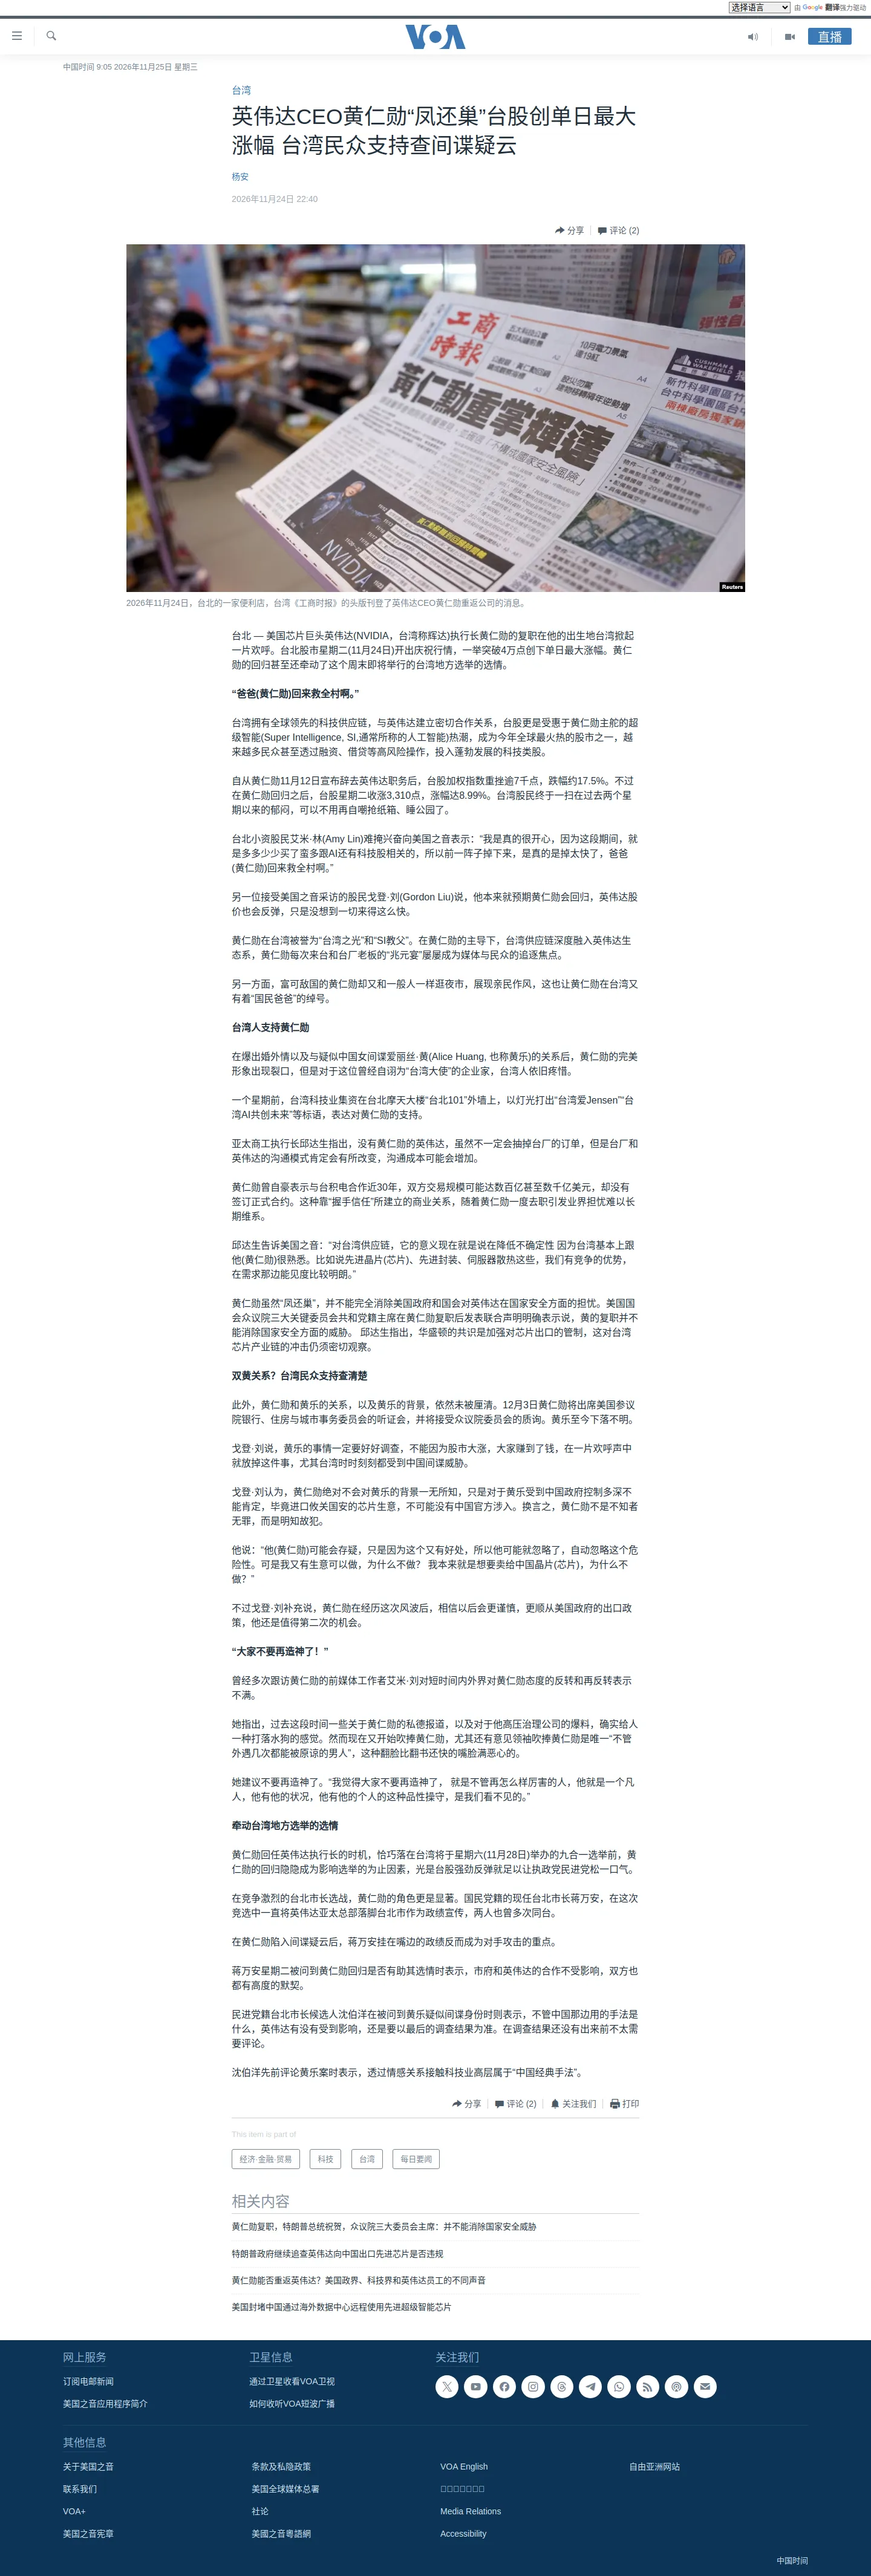 选择语言 由 Google 翻译强力驱动
VOA
直播
中国时间 9:05 2026年11月25日 星期三
台湾
英伟达CEO黄仁勋“凤还巢”台股创单日最大
涨幅 台湾民众支持查间谍疑云
杨安
2026年11月24日 22:40
分享 评论 (2)
工商時報
黃仁勳重掌輝達
10月電力景氣
連19紅
A4
A5
NVIDIA
CUSHMAN & WAKEFIELD
Reuters
2026年11月24日，台北的一家便利店，台湾《工商时报》的头版刊登了英伟达CEO黄仁勋重返公司的消息。
台北 — 美国芯片巨头英伟达(NVIDIA，台湾称辉达)执行长黄仁勋的复职在他的出生地台湾掀起
一片欢呼。台北股市星期二(11月24日)开出庆祝行情，一举突破4万点创下单日最大涨幅。黄仁
勋的回归甚至还牵动了这个周末即将举行的台湾地方选举的选情。
“爸爸(黄仁勋)回来救全村啊。”
台湾拥有全球领先的科技供应链，与英伟达建立密切合作关系，台股更是受惠于黄仁勋主舵的超
级智能(Super Intelligence, SI,通常所称的人工智能)热潮，成为今年全球最火热的股市之一，越
来越多民众甚至透过融资、借贷等高风险操作，投入蓬勃发展的科技类股。
自从黄仁勋11月12日宣布辞去英伟达职务后，台股加权指数重挫逾7千点，跌幅约17.5%。不过
在黄仁勋回归之后，台股星期二收涨3,310点，涨幅达8.99%。台湾股民终于一扫在过去两个星
期以来的郁闷，可以不用再自嘲抢纸箱、睡公园了。
台北小资股民艾米·林(Amy Lin)难掩兴奋向美国之音表示：“我是真的很开心，因为这段期间，就
是多多少少买了蛮多跟AI还有科技股相关的，所以前一阵子掉下来，是真的是掉太快了，爸爸
(黄仁勋)回来救全村啊。”
另一位接受美国之音采访的股民戈登·刘(Gordon Liu)说，他本来就预期黄仁勋会回归，英伟达股
价也会反弹，只是没想到一切来得这么快。
黄仁勋在台湾被誉为“台湾之光”和“SI教父”。在黄仁勋的主导下，台湾供应链深度融入英伟达生
态系，黄仁勋每次来台和台厂老板的“兆元宴”屡屡成为媒体与民众的追逐焦点。
另一方面，富可敌国的黄仁勋却又和一般人一样逛夜市，展现亲民作风，这也让黄仁勋在台湾又
有着“国民爸爸”的绰号。
台湾人支持黄仁勋
在爆出婚外情以及与疑似中国女间谍爱丽丝·黄(Alice Huang, 也称黄乐)的关系后，黄仁勋的完美
形象出现裂口，但是对于这位曾经自诩为“台湾大使”的企业家，台湾人依旧疼惜。
一个星期前，台湾科技业集资在台北摩天大楼“台北101”外墙上，以灯光打出“台湾爱Jensen”“台
湾AI共创未来”等标语，表达对黄仁勋的支持。
亚太商工执行长邱达生指出，没有黄仁勋的英伟达，虽然不一定会抽掉台厂的订单，但是台厂和
英伟达的沟通模式肯定会有所改变，沟通成本可能会增加。
黄仁勋曾自豪表示与台积电合作近30年，双方交易规模可能达数百亿甚至数千亿美元，却没有
签订正式合约。这种靠“握手信任”所建立的商业关系，随着黄仁勋一度去职引发业界担忧难以长
期维系。
邱达生告诉美国之音：“对台湾供应链，它的意义现在就是说在降低不确定性 因为台湾基本上跟
他(黄仁勋)很熟悉。比如说先进晶片(芯片)、先进封装、伺服器散热这些，我们有竞争的优势，
在需求那边能见度比较明朗。”
黄仁勋虽然“凤还巢”，并不能完全消除美国政府和国会对英伟达在国家安全方面的担忧。美国国
会众议院三大关键委员会共和党籍主席在黄仁勋复职后发表联合声明明确表示说，黄的复职并不
能消除国家安全方面的威胁。 邱达生指出，华盛顿的共识是加强对芯片出口的管制，这对台湾
芯片产业链的冲击仍须密切观察。
双黄关系？台湾民众支持查清楚
此外，黄仁勋和黄乐的关系，以及黄乐的背景，依然未被厘清。12月3日黄仁勋将出席美国参议
院银行、住房与城市事务委员会的听证会，并将接受众议院委员会的质询。黄乐至今下落不明。
戈登·刘说，黄乐的事情一定要好好调查，不能因为股市大涨，大家赚到了钱，在一片欢呼声中
就放掉这件事，尤其台湾时时刻刻都受到中国间谍威胁。
戈登·刘认为，黄仁勋绝对不会对黄乐的背景一无所知，只是对于黄乐受到中国政府控制多深不
能肯定，毕竟进口攸关国安的芯片生意，不可能没有中国官方涉入。换言之，黄仁勋不是不知者
无罪，而是明知故犯。
他说：“他(黄仁勋)可能会存疑，只是因为这个又有好处，所以他可能就忽略了，自动忽略这个危
险性。可是我又有生意可以做，为什么不做？ 我本来就是想要卖给中国晶片(芯片)，为什么不
做？”
不过戈登·刘补充说，黄仁勋在经历这次风波后，相信以后会更谨慎，更顺从美国政府的出口政
策，他还是值得第二次的机会。
“大家不要再造神了！”
曾经多次跟访黄仁勋的前媒体工作者艾米·刘对短时间内外界对黄仁勋态度的反转和再反转表示
不满。
她指出，过去这段时间一些关于黄仁勋的私德报道，以及对于他高压治理公司的爆料，确实给人
一种打落水狗的感觉。然而现在又开始吹捧黄仁勋，尤其还有意见领袖吹捧黄仁勋是唯一“不管
外遇几次都能被原谅的男人”，这种翻脸比翻书还快的嘴脸满恶心的。
她建议不要再造神了。“我觉得大家不要再造神了， 就是不管再怎么样厉害的人，他就是一个凡
人，他有他的状况，他有他的个人的这种品性操守，是我们看不见的。”
牵动台湾地方选举的选情
黄仁勋回任英伟达执行长的时机，恰巧落在台湾将于星期六(11月28日)举办的九合一选举前，黄
仁勋的回归隐隐成为影响选举的为止因素，光是台股强劲反弹就足以让执政党民进党松一口气。
在竞争激烈的台北市长选战，黄仁勋的角色更是显著。国民党籍的现任台北市长蒋万安，在这次
竞选中一直将英伟达亚太总部落脚台北市作为政绩宣传，两人也曾多次同台。
在黄仁勋陷入间谍疑云后，蒋万安挂在嘴边的政绩反而成为对手攻击的重点。
蒋万安星期二被问到黄仁勋回归是否有助其选情时表示，市府和英伟达的合作不受影响，双方也
都有高度的默契。
民进党籍台北市长候选人沈伯洋在被问到黄乐疑似间谍身份时则表示，不管中国那边用的手法是
什么，英伟达有没有受到影响，还是要以最后的调查结果为准。在调查结果还没有出来前不太需
要评论。
沈伯洋先前评论黄乐案时表示，透过情感关系接触科技业高层属于“中国经典手法”。
分享 评论 (2) 关注我们 打印
This item is part of
经济·金融·贸易 科技 台湾 每日要闻
相关内容
黄仁勋复职，特朗普总统祝贺，众议院三大委员会主席：并不能消除国家安全威胁
特朗普政府继续追查英伟达向中国出口先进芯片是否违规
黄仁勋能否重返英伟达？美国政界、科技界和英伟达员工的不同声音
美国封堵中国通过海外数据中心远程使用先进超级智能芯片
网上服务 卫星信息 关注我们
订阅电邮新闻 通过卫星收看VOA卫视
美国之音应用程序简介 如何收听VOA短波广播
其他信息
关于美国之音 条款及私隐政策 VOA English 自由亚洲网站
联系我们 美国全球媒体总署
VOA+ 社论 Media Relations
美国之音宪章 美國之音粵語網 Accessibility
中国时间